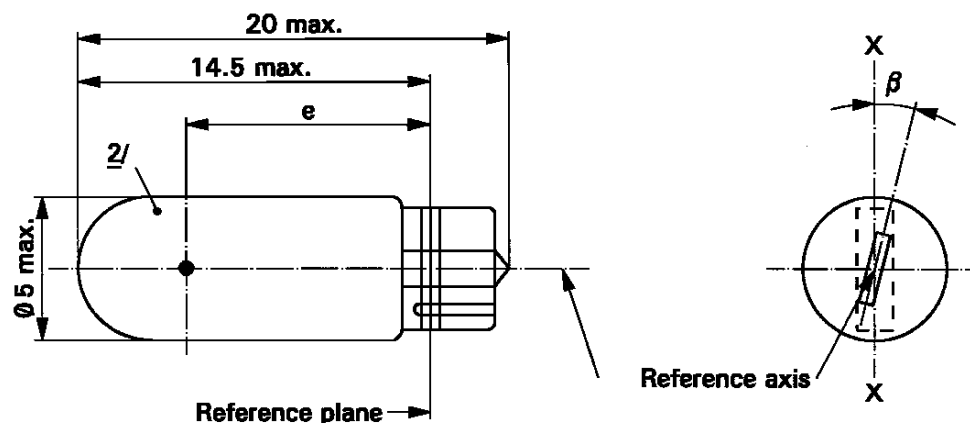 20 max.
14.5 max.
e
2/
Ø 5 max.
Reference plane
X
β
Reference axis
X